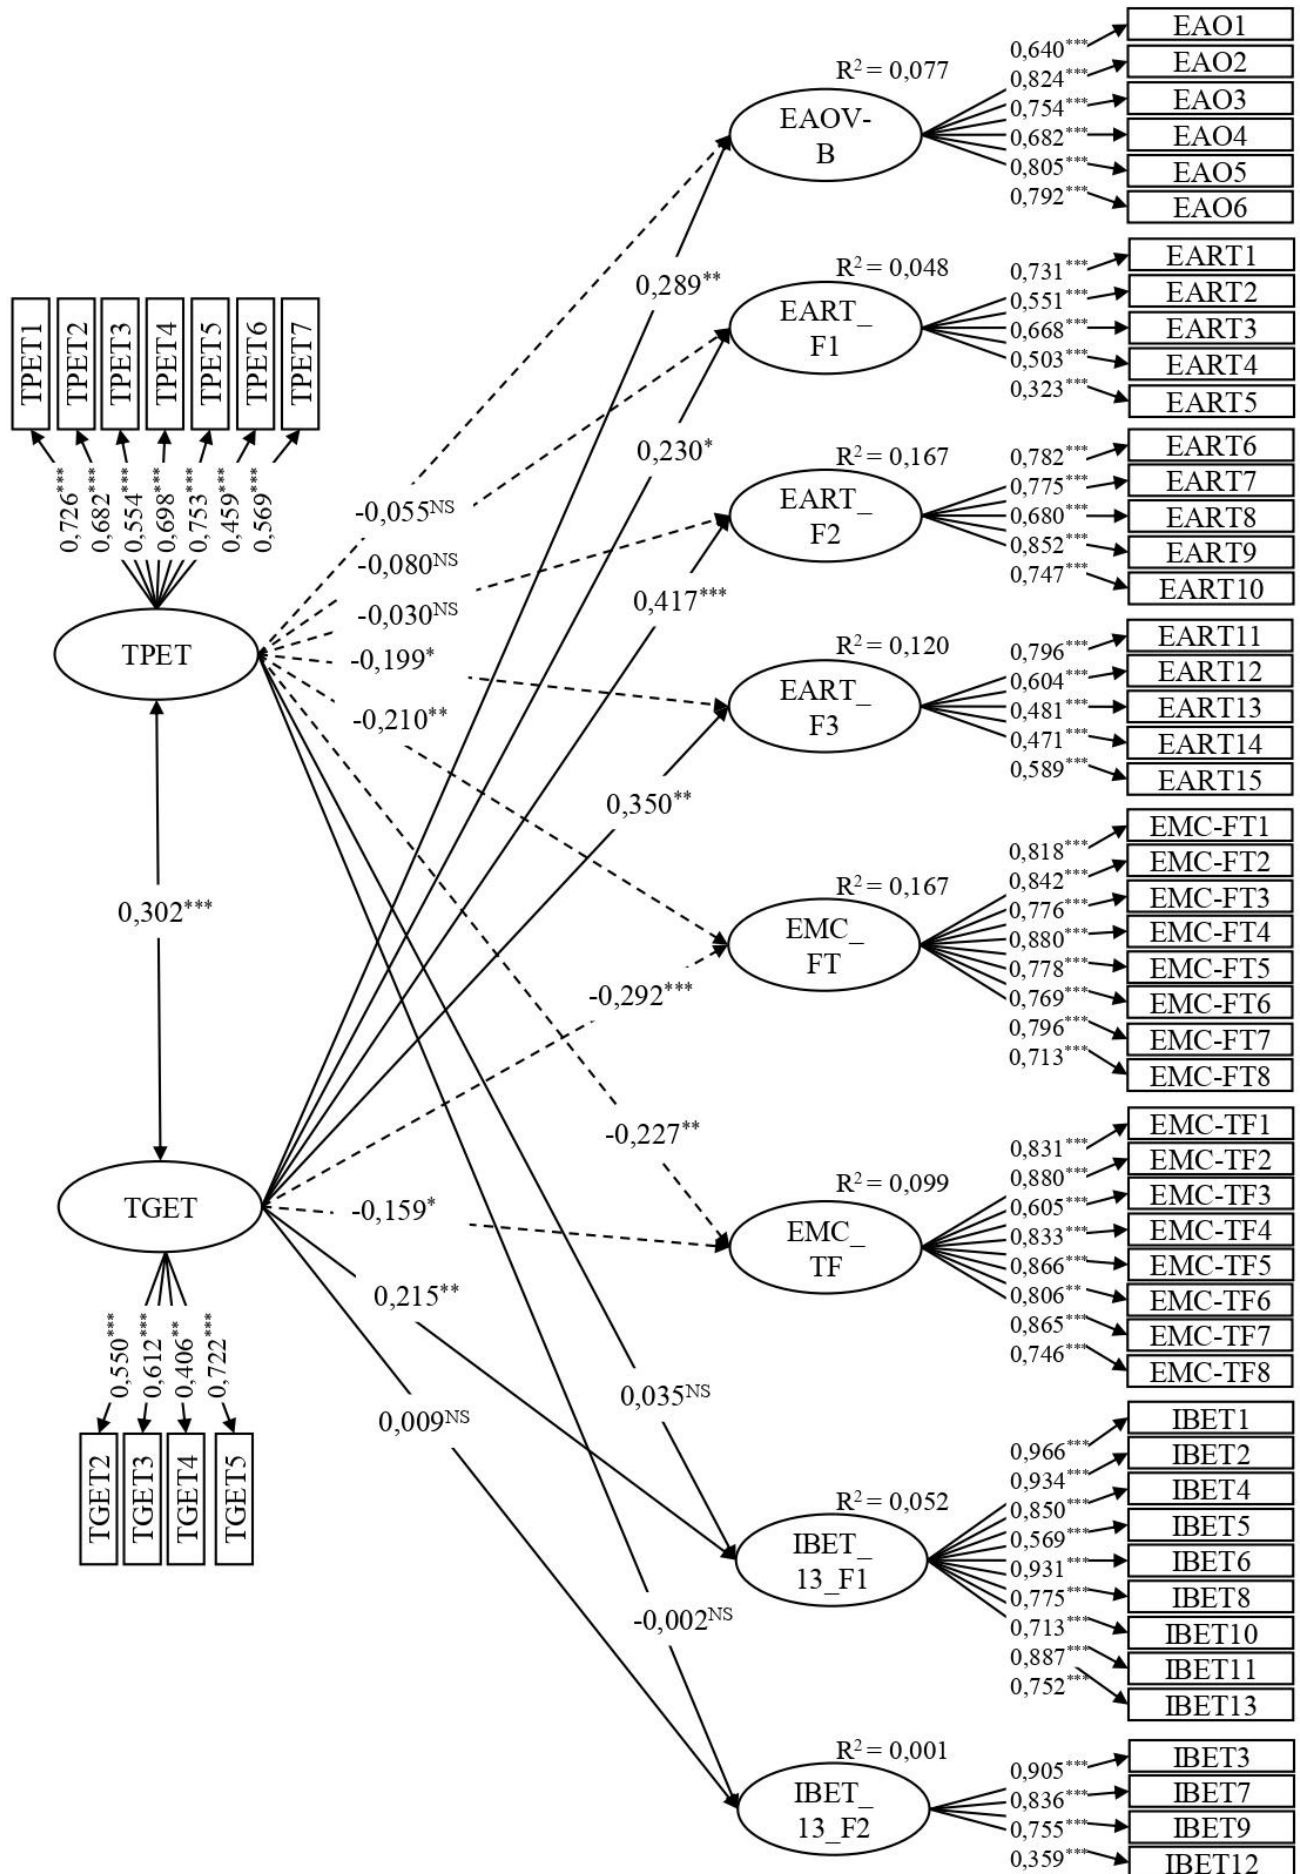 EAO1
0,640***
EAO2
R² = 0,077
0,824***
EAO3
0,754***
EAOV-
B
0,682***
EAO4
0,805***
EAO5
0,792***
EAO6
EART1
R² = 0,048
0,731***
EART2
0,289**
0,551***
EART_
F1
0,668***
EART3
0,503***
EART4
0,323***
EART5
TPET1
TPET2
TPET3
TPET4
TPET5
TPET6
TPET7
0,726***
0,682***
0,554***
0,698***
0,753***
0,459***
0,569***
0,230*
R² = 0,167
EART6
0,782***
EART7
0,775***
-0,055NS
EART_
F2
0,680***
EART8
0,852***
EART9
-0,080NS
0,747***
EART10
0,417***
-0,030NS
TPET
-0,199*
R² = 0,120
EART11
0,796***
EART12
0,604***
-0,210**
EART_
F3
0,481***
EART13
0,471***
EART14
0,589***
EART15
0,350**
EMC-FT1
0,818***
EMC-FT2
R² = 0,167
0,842***
EMC-FT3
0,302***
0,776***
EMC_
FT
0,880***
EMC-FT4
0,778***
EMC-FT5
-0,292***
0,769***
EMC-FT6
0,796***
EMC-FT7
0,713***
EMC-FT8
-0,227**
EMC-TF1
0,831***
EMC-TF2
R² = 0,099
0,880***
EMC-TF3
TGET
-0,159*
0,605***
EMC_
TF
0,833***
EMC-TF4
0,866***
EMC-TF5
0,215**
0,806**
EMC-TF6
0,865***
EMC-TF7
0,746***
EMC-TF8
0,550***
0,612***
0,406**
0,722***
TGET2
TGET3
TGET4
TGET5
0,035NS
0,009NS
IBET1
0,966***
IBET2
0,934***
R² = 0,052
IBET4
0,850***
IBET5
IBET_
13_F1
0,569***
0,931***
IBET6
0,775***
IBET8
-0,002NS
0,713***
IBET10
0,887***
IBET11
0,752***
IBET13
R² = 0,001
IBET3
0,905***
IBET7
IBET_
13_F2
0,836***
0,755***
IBET9
0,359***
IBET12